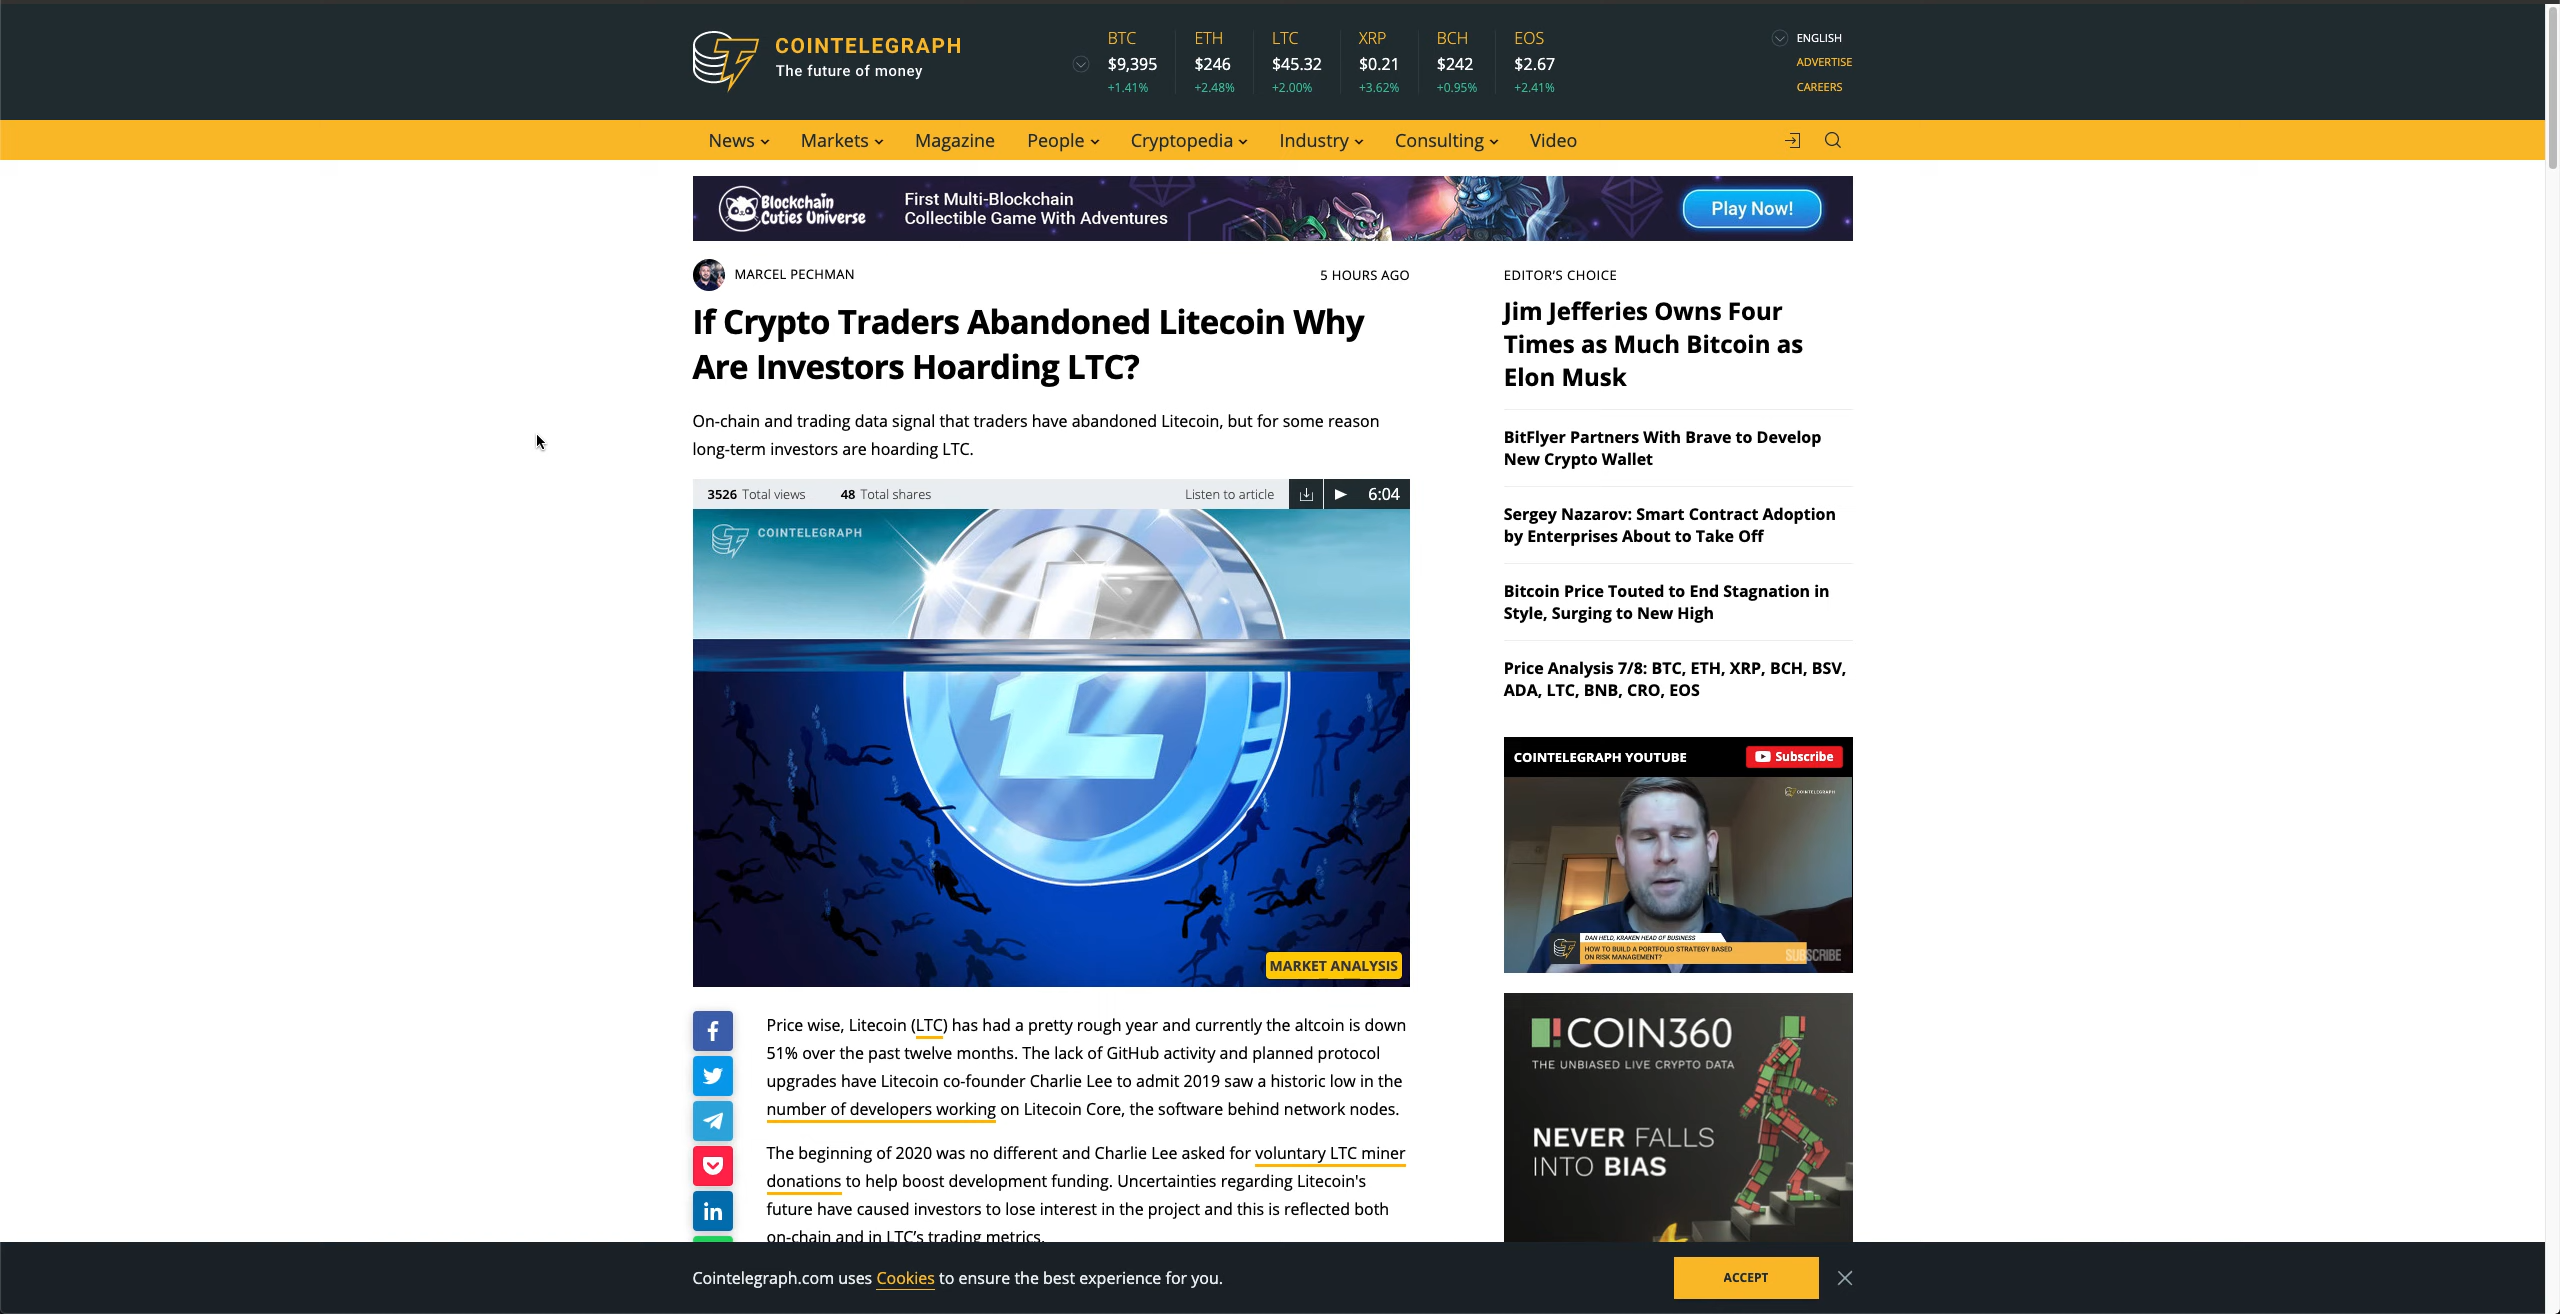 COINTELEGRAPH
The future of money
BTC
$9,395
+1.41%
ETH
$246
+2.48%
LTC
$45.32
+2.00%
XRP
$0.21
+3.62%
BCH
$242
+0.95%
EOS
$2.67
+2.41%
ENGLISH
ADVERTISE
CAREERS
News Markets Magazine People Cryptopedia Industry Consulting Video
Blockchain
Cuties Universe
First Multi-Blockchain
Collectible Game With Adventures
Play Now!
MARCEL PECHMAN
5 HOURS AGO
If Crypto Traders Abandoned Litecoin Why
Are Investors Hoarding LTC?
On-chain and trading data signal that traders have abandoned Litecoin, but for some reason
long-term investors are hoarding LTC.
3526 Total views 48 Total shares Listen to article 6:04
COINTELEGRAPH
MARKET ANALYSIS
Price wise, Litecoin (LTC) has had a pretty rough year and currently the altcoin is down
51% over the past twelve months. The lack of GitHub activity and planned protocol
upgrades have Litecoin co-founder Charlie Lee to admit 2019 saw a historic low in the
number of developers working on Litecoin Core, the software behind network nodes.
The beginning of 2020 was no different and Charlie Lee asked for voluntary LTC miner
donations to help boost development funding. Uncertainties regarding Litecoin's
future have caused investors to lose interest in the project and this is reflected both
on-chain and in LTC’s trading metrics.
EDITOR’S CHOICE
Jim Jefferies Owns Four
Times as Much Bitcoin as
Elon Musk
BitFlyer Partners With Brave to Develop
New Crypto Wallet
Sergey Nazarov: Smart Contract Adoption
by Enterprises About to Take Off
Bitcoin Price Touted to End Stagnation in
Style, Surging to New High
Price Analysis 7/8: BTC, ETH, XRP, BCH, BSV,
ADA, LTC, BNB, CRO, EOS
COINTELEGRAPH YOUTUBE
Subscribe
COINTELEGRAPH
DAN HELD, KRAKEN HEAD OF BUSINESS
HOW TO BUILD A PORTFOLIO STRATEGY BASED
ON RISK MANAGEMENT?
SUBSCRIBE
COIN360
THE UNBIASED LIVE CRYPTO DATA
NEVER FALLS
INTO BIAS
Cointelegraph.com uses Cookies to ensure the best experience for you.
ACCEPT